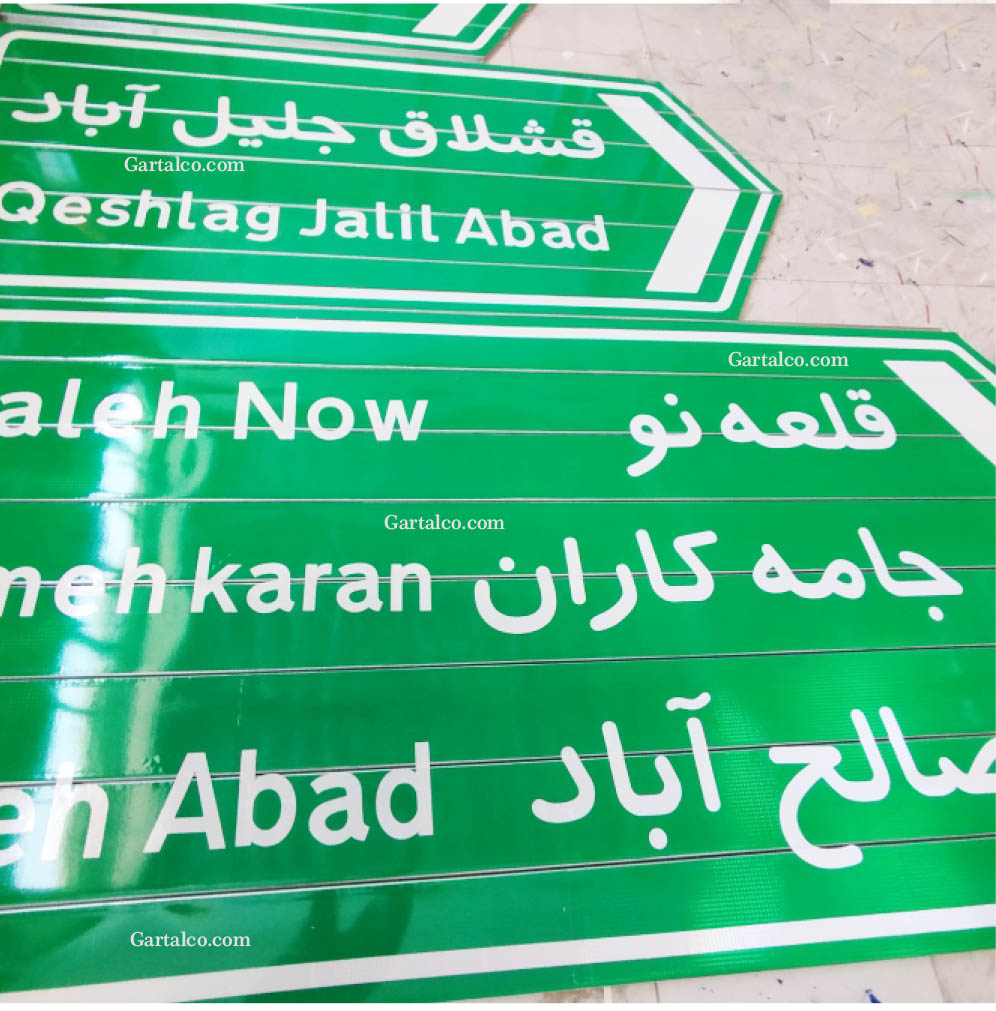 قشلاق جلیل آباد
Gartalco.com
Qeshlag Jalil Abad
Gartalco.com
aleh Now قلعه نو
Gartalco.com
meh karan جامه کاران
eh Abad صالح آباد
Gartalco.com